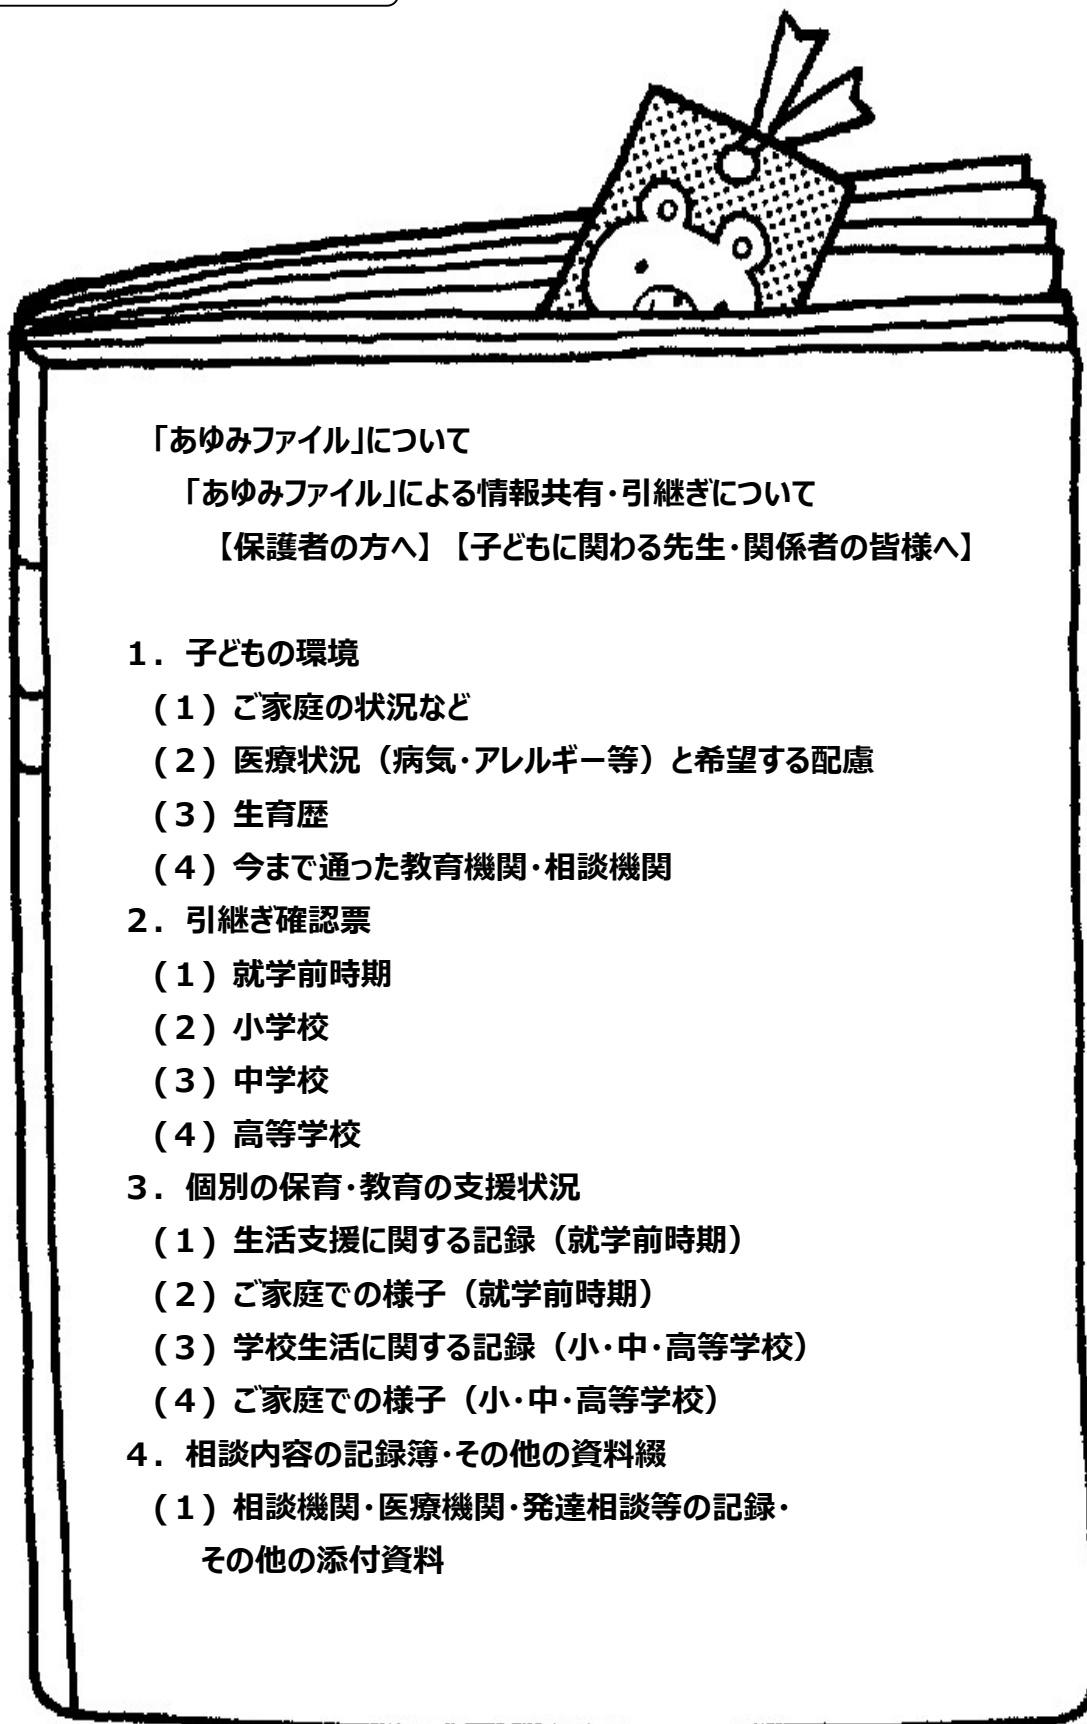 「あゆみファイル」について
「あゆみファイル」による情報共有・引継ぎについて
【保護者の方へ】【子どもに関わる先生・関係者の皆様へ】
１．子どもの環境
(１) ご家庭の状況など
(２) 医療状況（病気・アレルギー等）と希望する配慮
(３) 生育歴
(４) 今まで通った教育機関・相談機関
２．引継ぎ確認票
(１) 就学前時期
(２) 小学校
(３) 中学校
(４) 高等学校
３．個別の保育・教育の支援状況
(１) 生活支援に関する記録（就学前時期）
(２) ご家庭での様子（就学前時期）
(３) 学校生活に関する記録（小・中・高等学校）
(４) ご家庭での様子（小・中・高等学校）
４．相談内容の記録簿・その他の資料綴
(１) 相談機関・医療機関・発達相談等の記録・
その他の添付資料